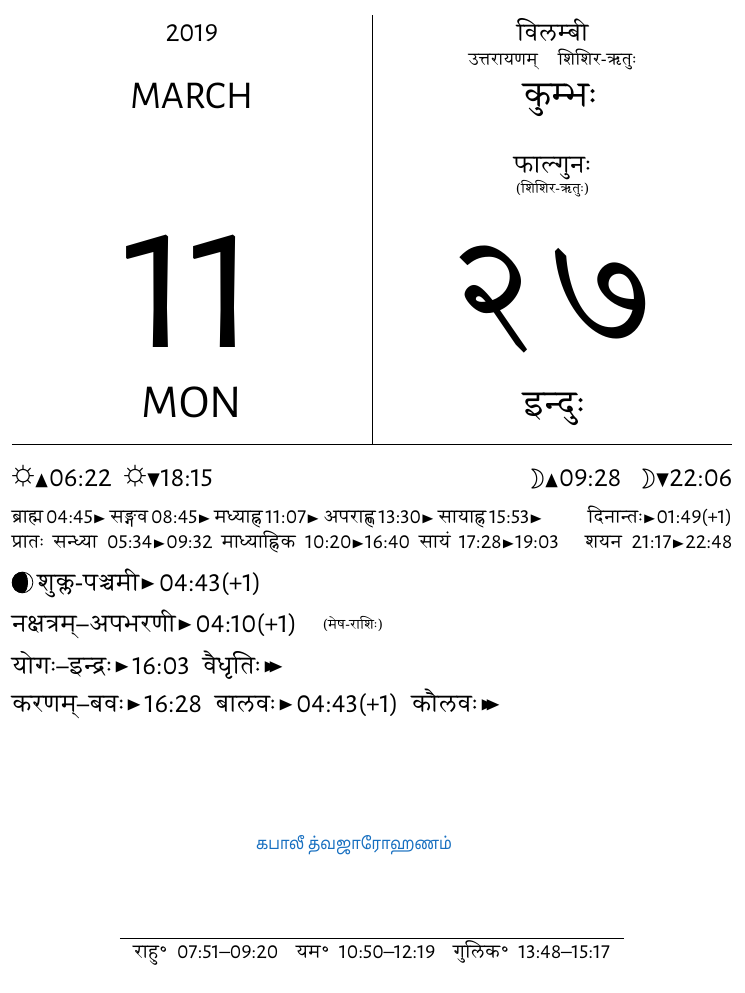 2019
MARCH
11
MON
विलम्बी
उत्तरायणम् शिशिर-ऋतुः
कुम्भः
फाल्गुनः
(शिशिर-ऋतुः)
२७
इन्दुः
☼▲06:22 ☼▼18:15 ☽▲09:28 ☽▼22:06
ब्राह्म 04:45► सङ्गव 08:45► मध्याह्न 11:07► अपराह्ण 13:30► सायाह्न 15:53► दिनान्तः►01:49(+1)
प्रातः सन्ध्या 05:34►09:32 माध्याह्निक 10:20►16:40 सायं 17:28►19:03 शयन 21:17►22:48
शुक्ल-पञ्चमी► 04:43(+1)
नक्षत्रम्–अपभरणी► 04:10(+1) (मेष-राशिः)
योगः–इन्द्रः►16:03 वैधृतिः►►
करणम्–बवः►16:28 बालवः►04:43(+1) कौलवः►►
கபாலீ த்வஜாரோஹணம்
राहु° 07:51–09:20 यम° 10:50–12:19 गुलिक° 13:48–15:17